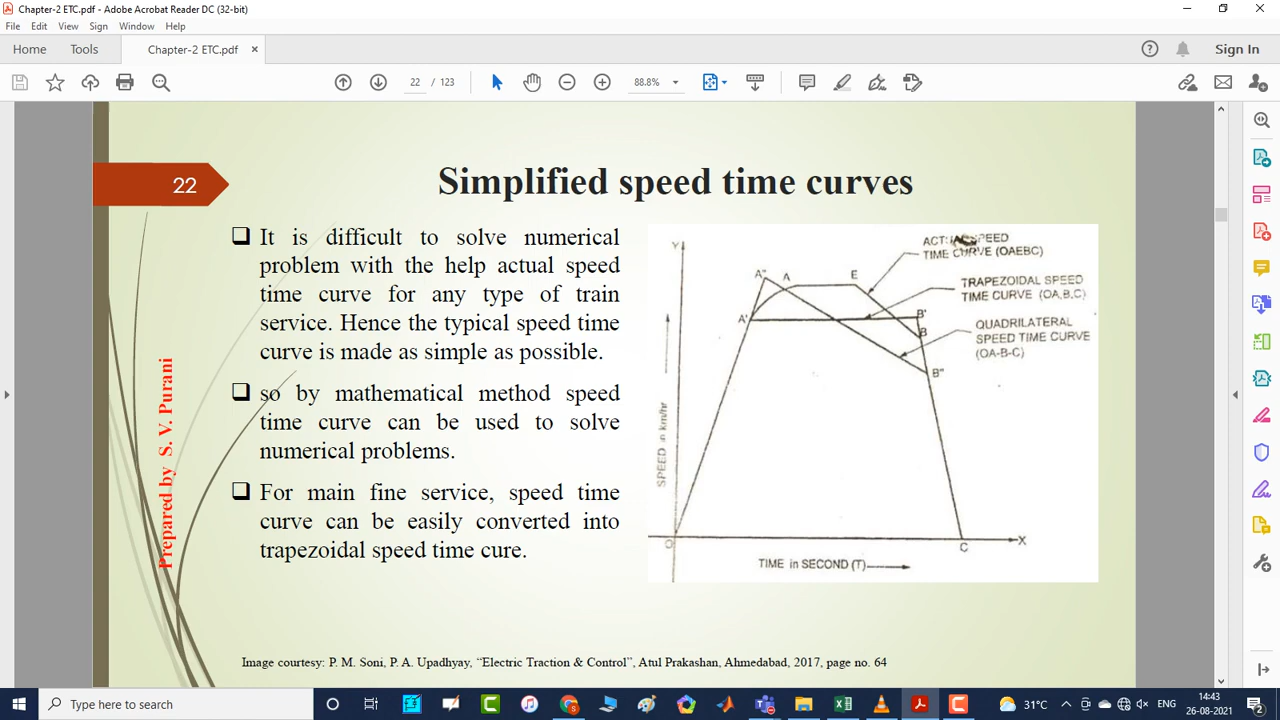 Chapter-2 ETC.pdf - Adobe Acrobat Reader DC (32-bit)
File Edit View Sign Window Help
Home Tools Chapter-2 ETC.pdf × Sign In
22 / 123 88.8%
22
Simplified speed time curves
It is difficult to solve numerical
problem with the help actual speed
time curve for any type of train
service. Hence the typical speed time
curve is made as simple as possible.
so by mathematical method speed
time curve can be used to solve
numerical problems.
For main fine service, speed time
curve can be easily converted into
trapezoidal speed time cure.
Prepared by S. V. Purani
Y
SPEED in km/hr
A" A E
A' B'
B
B"
O C X
TIME in SECOND (T)
SPEED
TIME CURVE (OAEBC)
TRAPEZOIDAL SPEED
TIME CURVE (OA,B,C)
QUADRILATERAL
SPEED TIME CURVE
(OA-B-C)
Image courtesy: P. M. Soni, P. A. Upadhyay, “Electric Traction & Control”, Atul Prakashan, Ahmedabad, 2017, page no. 64
Type here to search
31°C ENG 14:43
26-08-2021
2